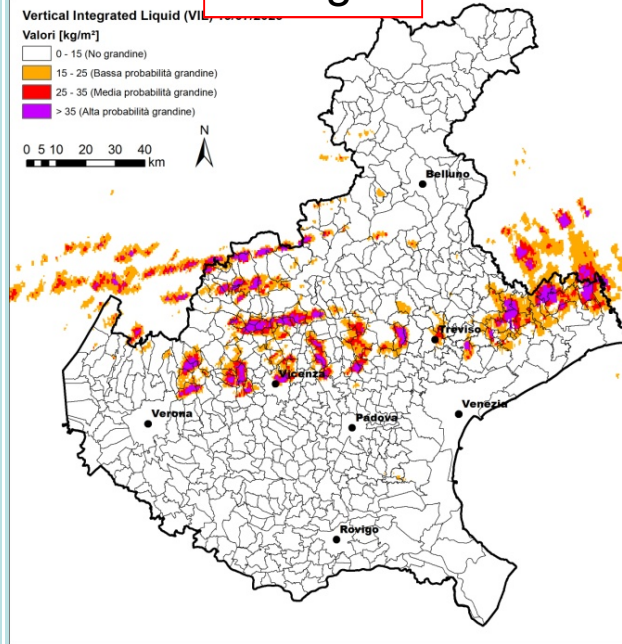 Vertical Integrated Liquid (VIL)
Valori [kg/m²]
0 - 15 (No grandine)
15 - 25 (Bassa probabilità grandine)
25 - 35 (Media probabilità grandine)
> 35 (Alta probabilità grandine)
N
0 5 10 20 30 40
km
Belluno
Treviso
Vicenza
Verona
Venezia
Padova
Rovigo